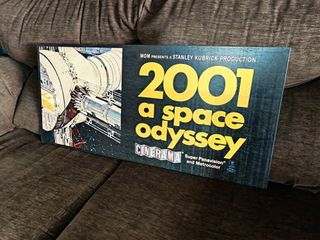 MGM PRESENTS A STANLEY KUBRICK PRODUCTION
2001
a space
odyssey
CINERAMA
Super Panavision®
and Metrocolor